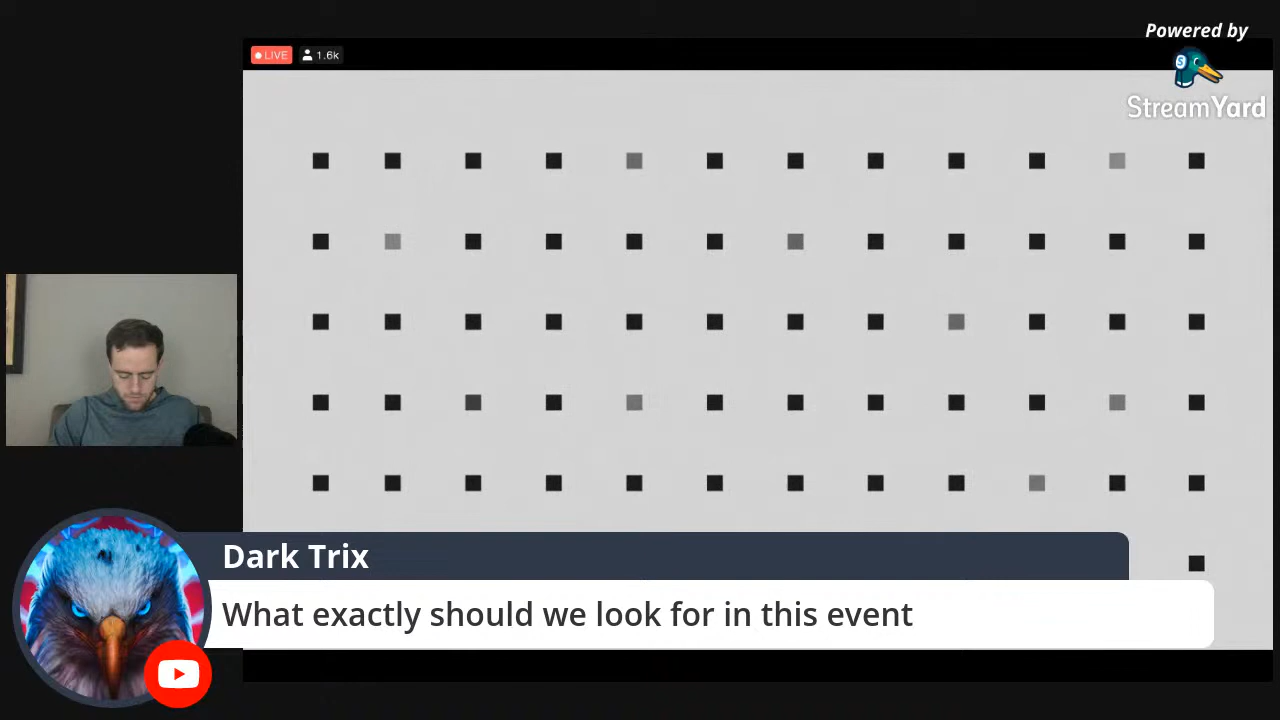 Powered by
LIVE 1.6k
StreamYard
Dark Trix
What exactly should we look for in this event